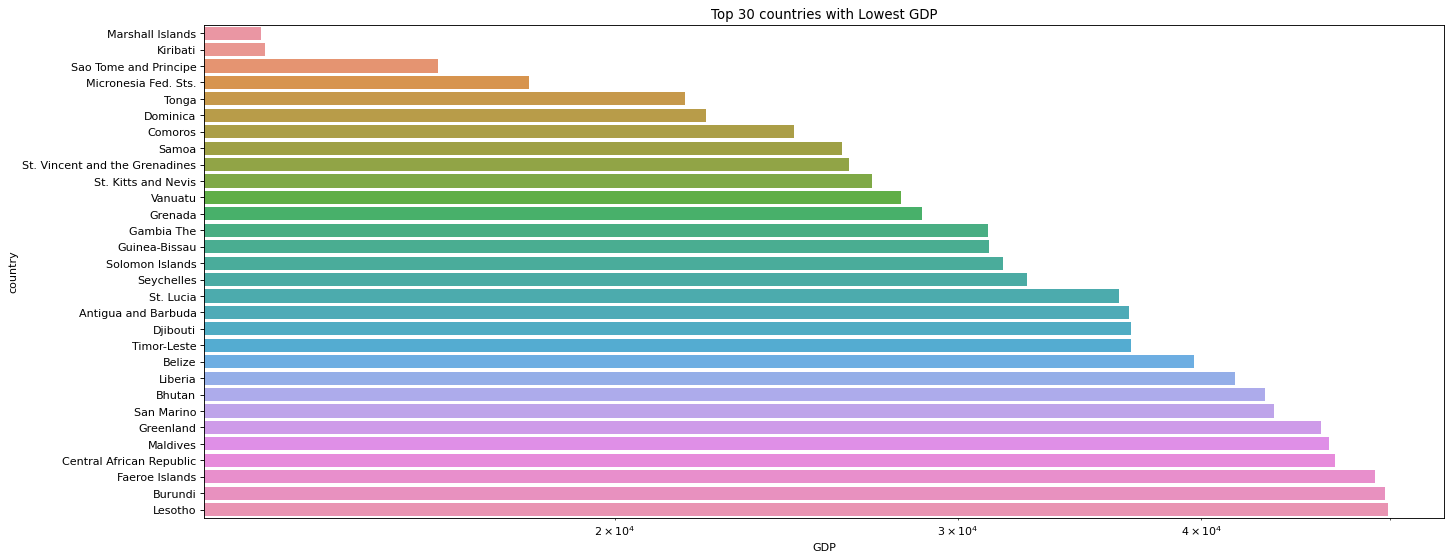 Top 30 countries with Lowest GDP
country
Marshall Islands
Kiribati
Sao Tome and Principe
Micronesia Fed. Sts.
Tonga
Dominica
Comoros
Samoa
St. Vincent and the Grenadines
St. Kitts and Nevis
Vanuatu
Grenada
Gambia The
Guinea-Bissau
Solomon Islands
Seychelles
St. Lucia
Antigua and Barbuda
Djibouti
Timor-Leste
Belize
Liberia
Bhutan
San Marino
Greenland
Maldives
Central African Republic
Faeroe Islands
Burundi
Lesotho
2 × 10⁴ 3 × 10⁴ 4 × 10⁴
GDP